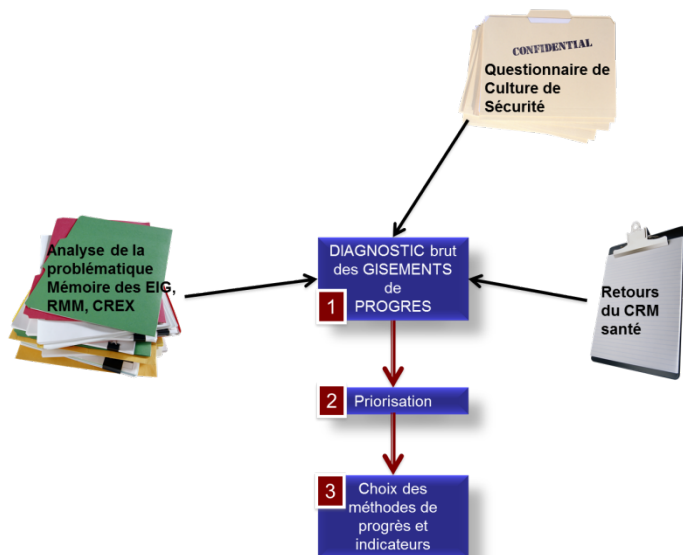 CONFIDENTIAL
Questionnaire de
Culture de
Sécurité
Analyse de la
problématique
Mémoire des EIG,
RMM, CREX
DIAGNOSTIC brut
des GISEMENTS
de
PROGRES
1
Retours
du CRM
santé
2 Priorisation
3 Choix des
méthodes de
progrès et
indicateurs